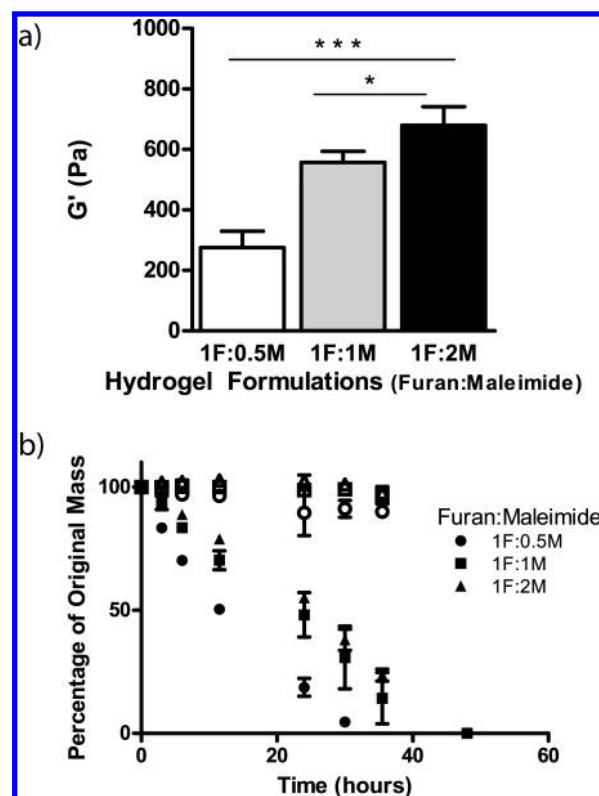 a)
* * *
*
1000
800
600
400
200
0
G' (Pa)
1F:0.5M 1F:1M 1F:2M
Hydrogel Formulations (Furan:Maleimide)
b)
100
50
0
Percentage of Original Mass
Furan:Maleimide
1F:0.5M
1F:1M
1F:2M
0 20 40 60
Time (hours)